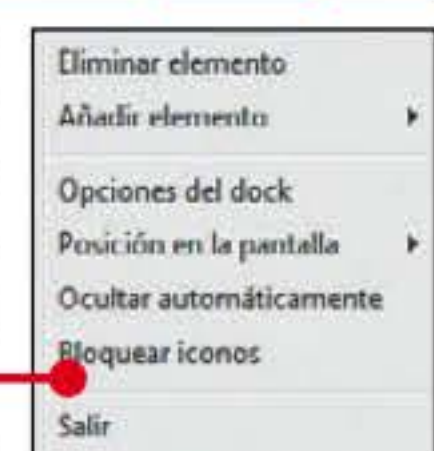 Eliminar elemento
Añadir elemento
Opciones del dock
Posición en la pantalla
Ocultar automáticamente
Bloquear iconos
Salir